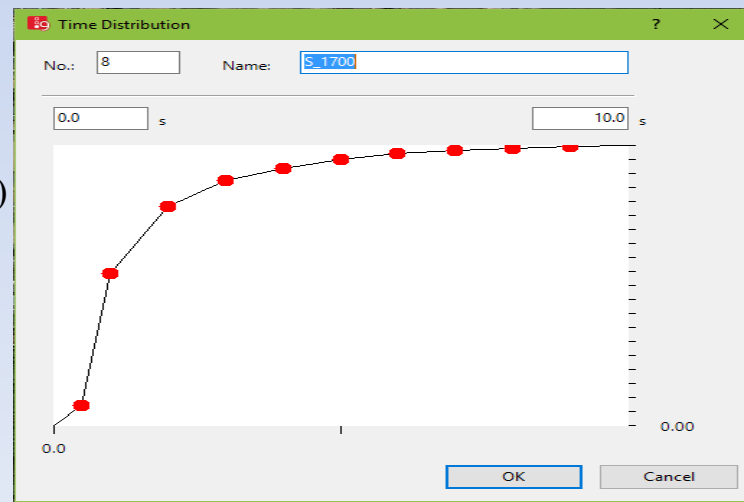 Time Distribution ? ✕
No.: 8 Name: S_1700
0.0 s 10.0 s
)
0.00
0.0
OK Cancel